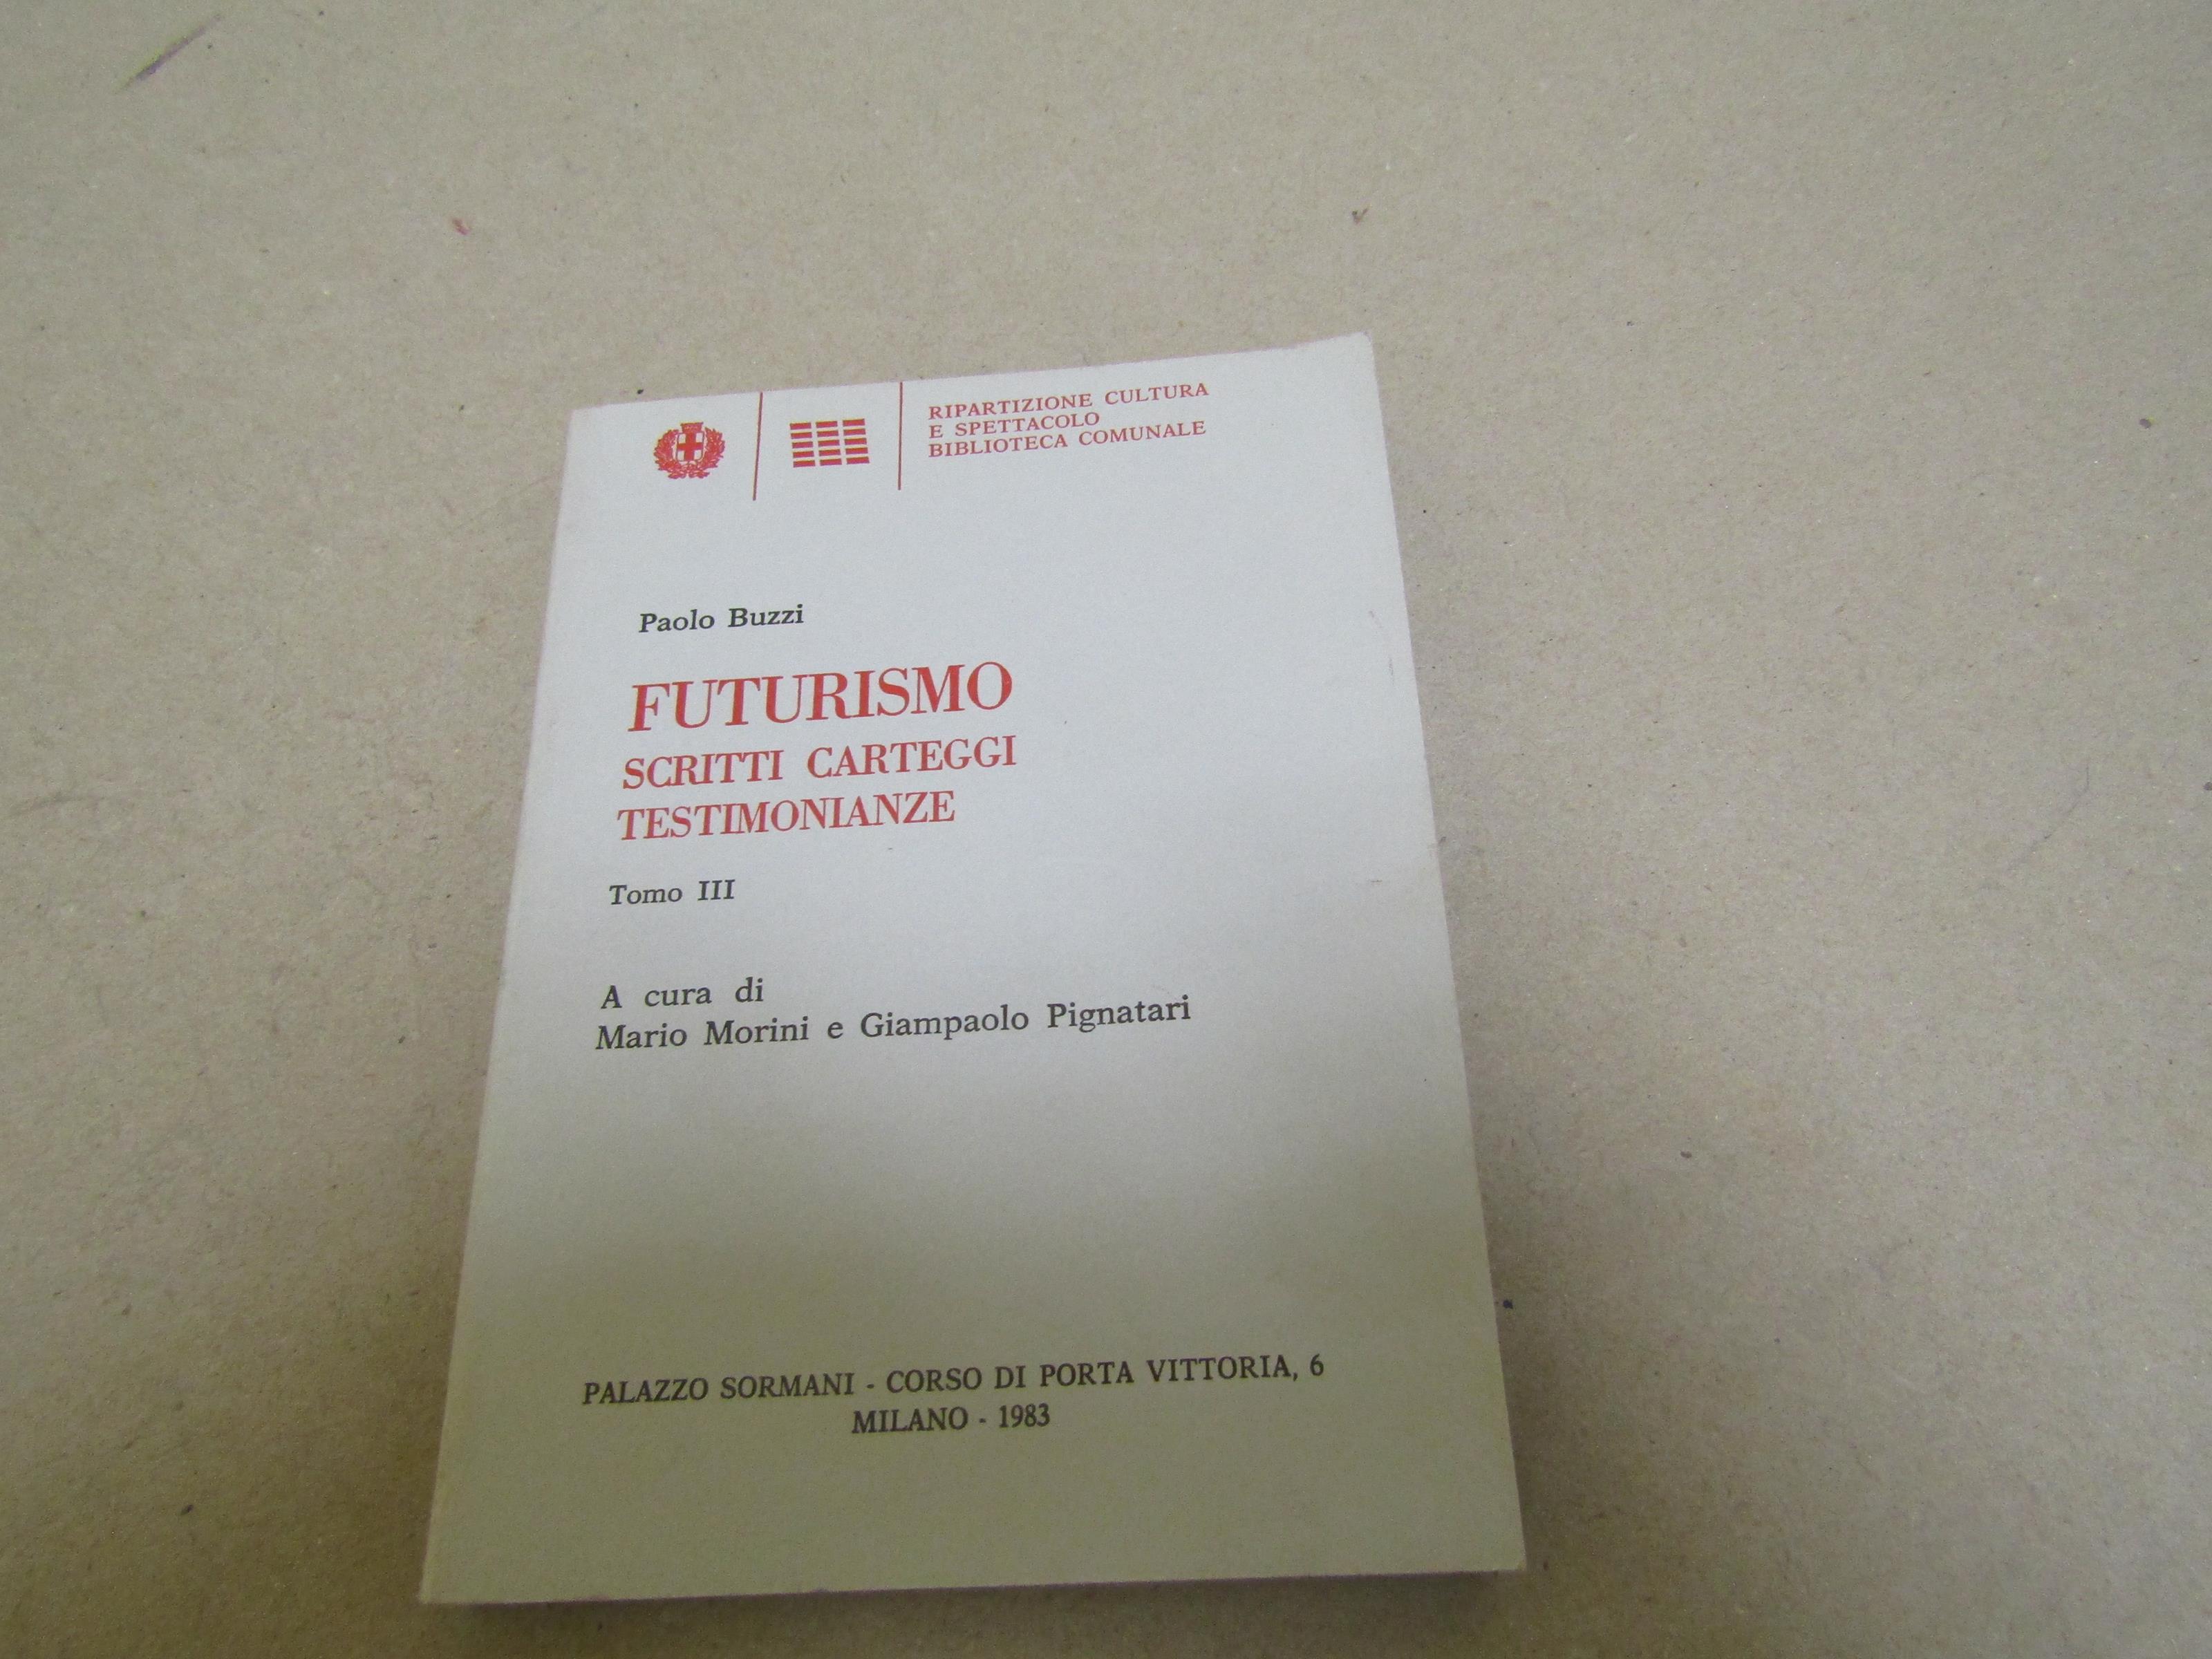 RIPARTIZIONE CULTURA
E SPETTACOLO
BIBLIOTECA COMUNALE
Paolo Buzzi
FUTURISMO
SCRITTI CARTEGGI
TESTIMONIANZE
Tomo III
A cura di
Mario Morini e Giampaolo Pignatari
PALAZZO SORMANI - CORSO DI PORTA VITTORIA, 6
MILANO - 1983